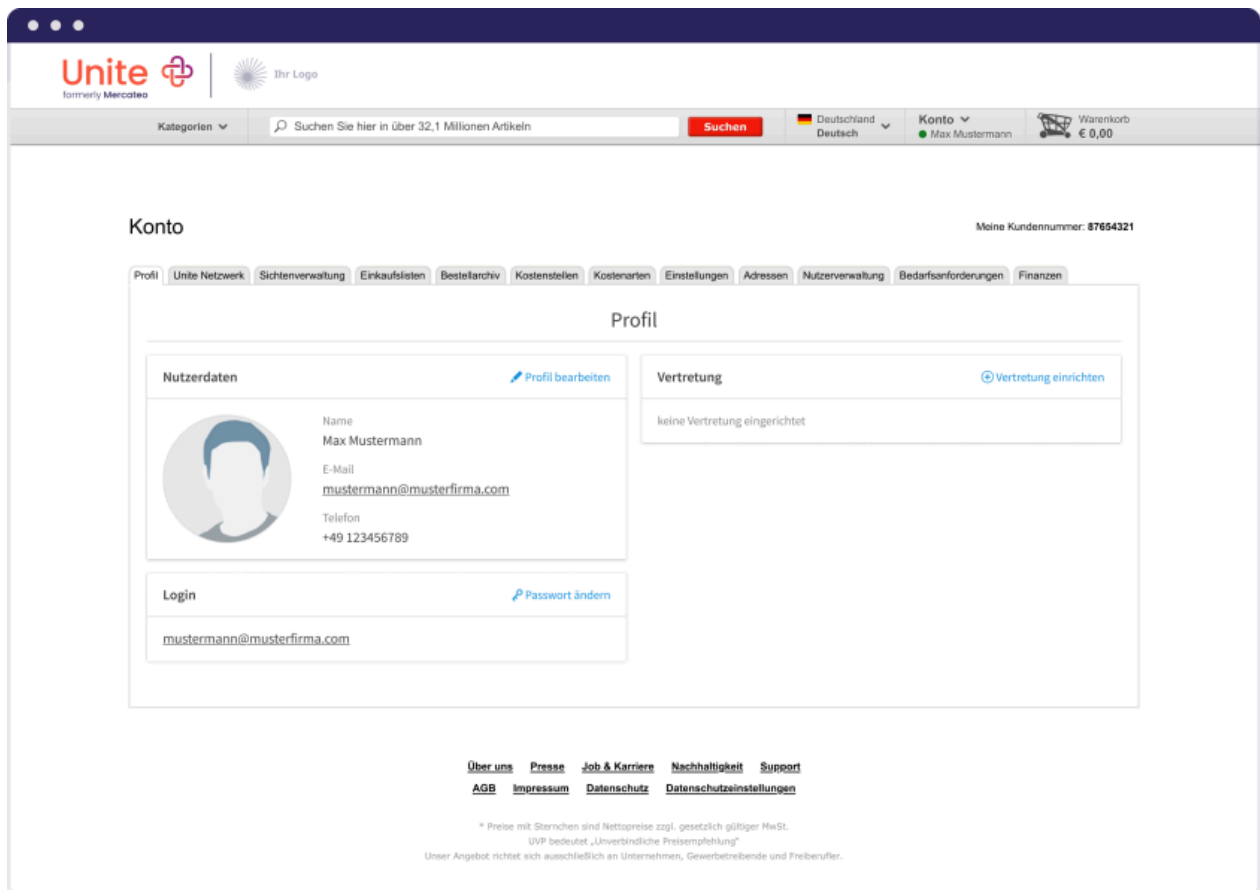 Unite
formerly Mercateo
Ihr Logo
Kategorien
Suchen Sie hier in über 32,1 Millionen Artikeln
Suchen
Deutschland
Deutsch
Konto
Max Mustermann
Warenkorb
€ 0,00
Konto
Meine Kundennummer: 87654321
Profil Unite Netzwerk Sichtenverwaltung Einkaufslisten Bestellarchiv Kostenstellen Kostenarten Einstellungen Adressen Nutzerverwaltung Bedarfsanforderungen Finanzen
Profil
Nutzerdaten
Profil bearbeiten
Name
Max Mustermann
E-Mail
mustermann@musterfirma.com
Telefon
+49 123456789
Vertretung
Vertretung einrichten
keine Vertretung eingerichtet
Login
Passwort ändern
mustermann@musterfirma.com
Über uns Presse Job & Karriere Nachhaltigkeit Support
AGB Impressum Datenschutz Datenschutzeinstellungen
* Preise mit Sternchen sind Nettopreise zzgl. gesetzlich gültiger MwSt.
UVP bedeutet „Unverbindliche Preisempfehlung"
Unser Angebot richtet sich ausschließlich an Unternehmen, Gewerbetreibende und Freiberufler.